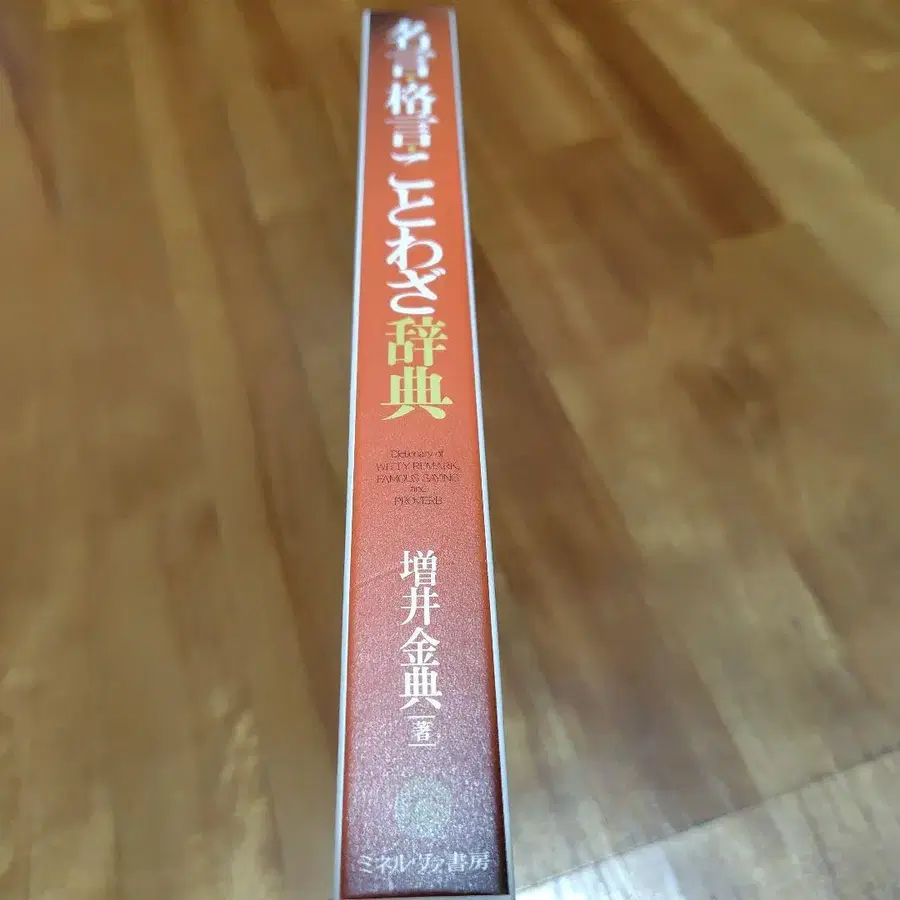 名言・格言・ことわざ辞典
Dictionary of
WITTY REMARK,
FAMOUS SAYING
and
PROVERB
増井金典[著]
ミネルヴァ書房